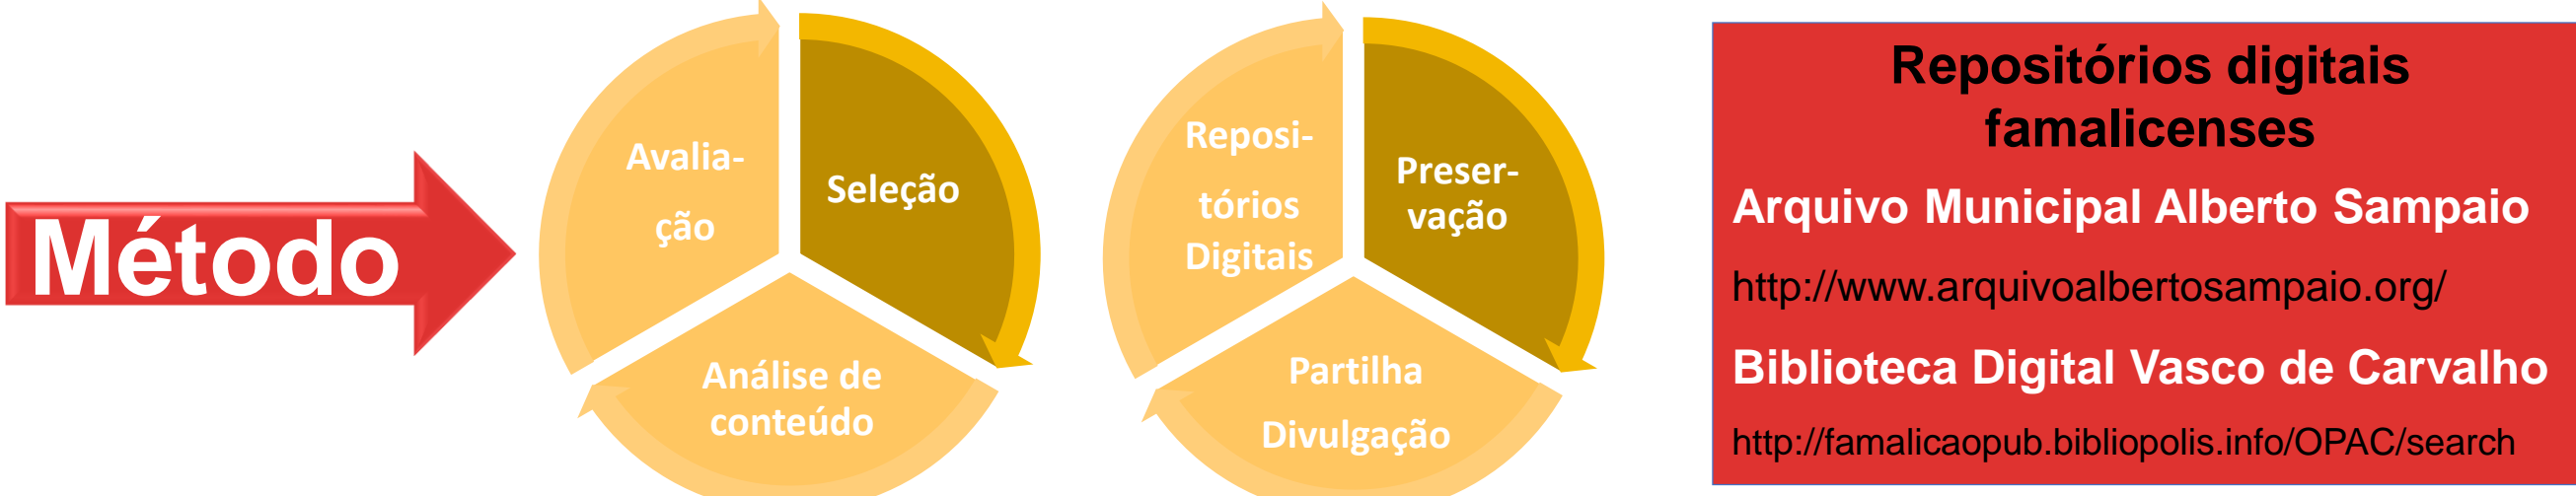 Método
Avalia-
ção
Seleção
Análise de
conteúdo
Reposi-
tórios
Digitais
Preser-
vação
Partilha
Divulgação
Repositórios digitais
famalicenses
Arquivo Municipal Alberto Sampaio
http://www.arquivoalbertosampaio.org/
Biblioteca Digital Vasco de Carvalho
http://famalicaopub.bibliopolis.info/OPAC/search